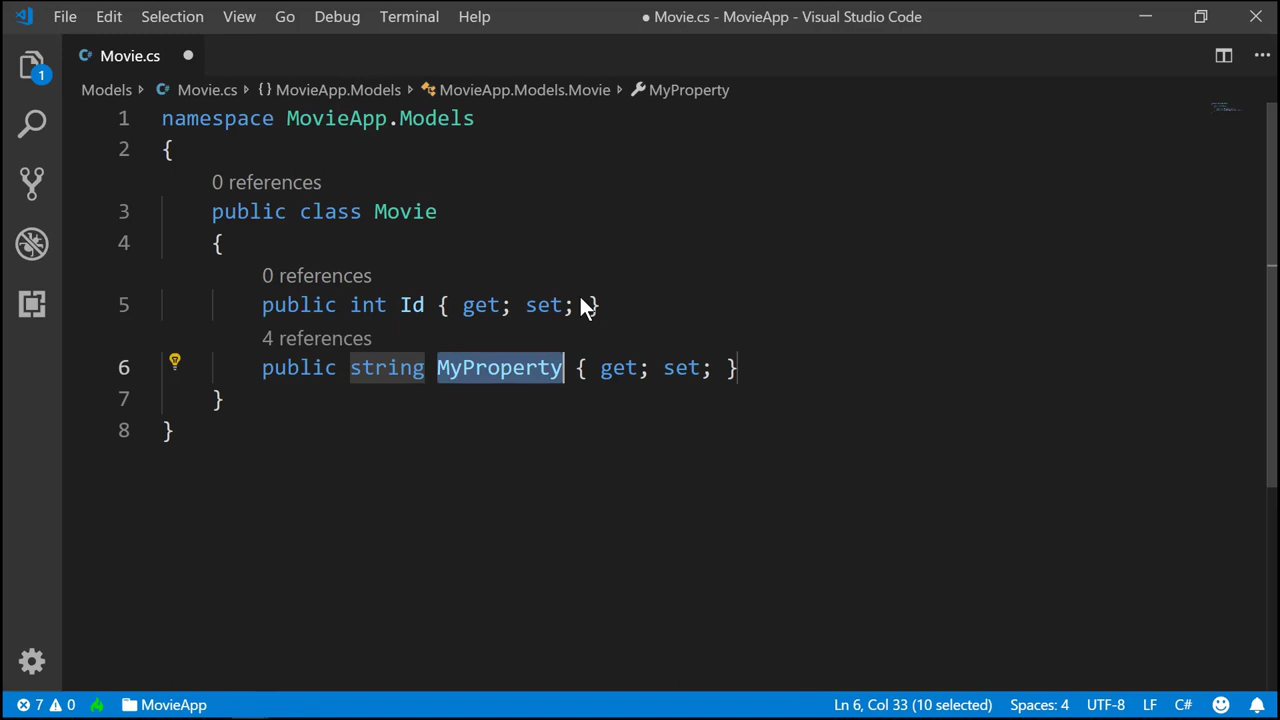 File Edit Selection View Go Debug Terminal Help ● Movie.cs - MovieApp - Visual Studio Code
Movie.cs
1
Models Movie.cs { } MovieApp.Models MovieApp.Models.Movie MyProperty
1 namespace MovieApp.Models
2 {
0 references
3 public class Movie
4 {
0 references
5 public int Id { get; set; }
4 references
6 public string MyProperty { get; set; }
7 }
8 }
7 0 MovieApp Ln 6, Col 33 (10 selected) Spaces: 4 UTF-8 LF C#